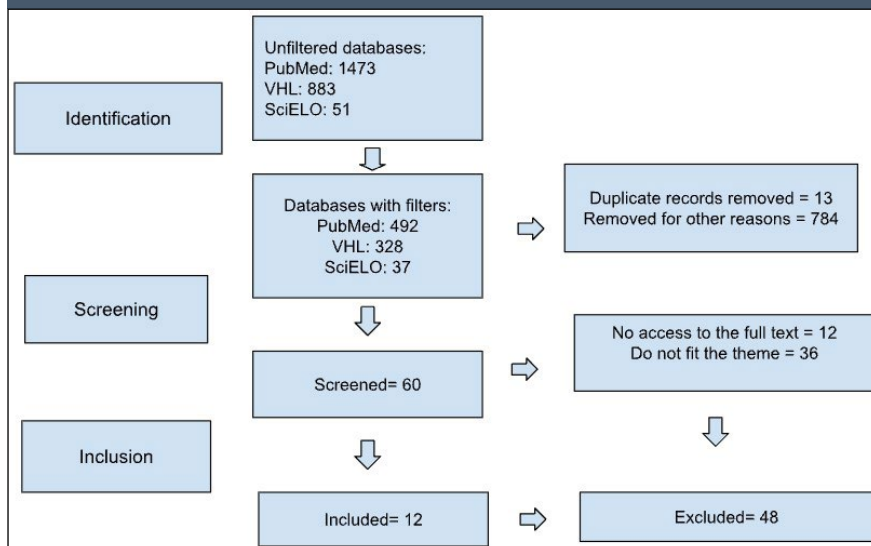 Identification
Unfiltered databases:
PubMed: 1473
VHL: 883
SciELO: 51
Databases with filters:
PubMed: 492
VHL: 328
SciELO: 37
Duplicate records removed = 13
Removed for other reasons = 784
Screening
Screened= 60
No access to the full text = 12
Do not fit the theme = 36
Inclusion
Included= 12
Excluded= 48